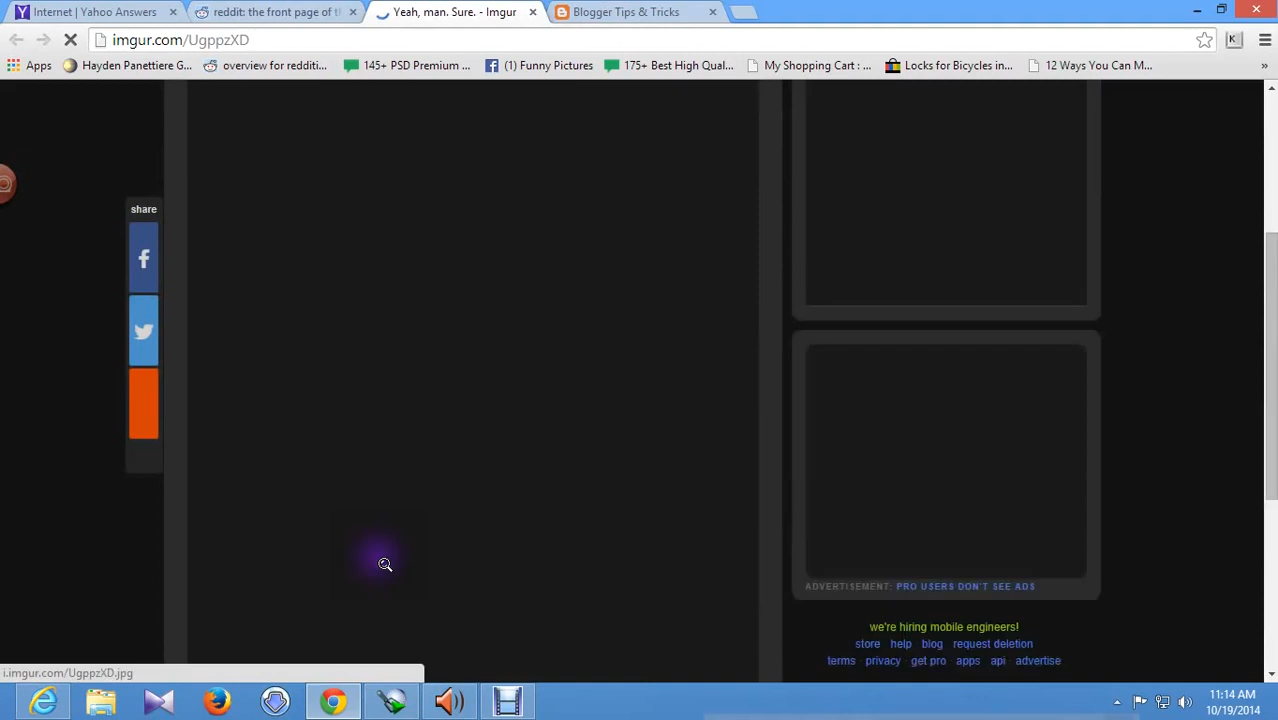 Internet | Yahoo Answers
reddit: the front page of t
Yeah, man. Sure. - Imgur
Blogger Tips & Tricks
imgur.com/UgppzXD
Apps
Hayden Panettiere G...
overview for redditi...
145+ PSD Premium ...
(1) Funny Pictures
175+ Best High Qual...
My Shopping Cart : ...
Locks for Bicycles in...
12 Ways You Can M...
»
share
ADVERTISEMENT: PRO USERS DON'T SEE ADS
we're hiring mobile engineers!
store help blog request deletion
terms privacy get pro apps api advertise
i.imgur.com/UgppzXD.jpg
11:14 AM
10/19/2014